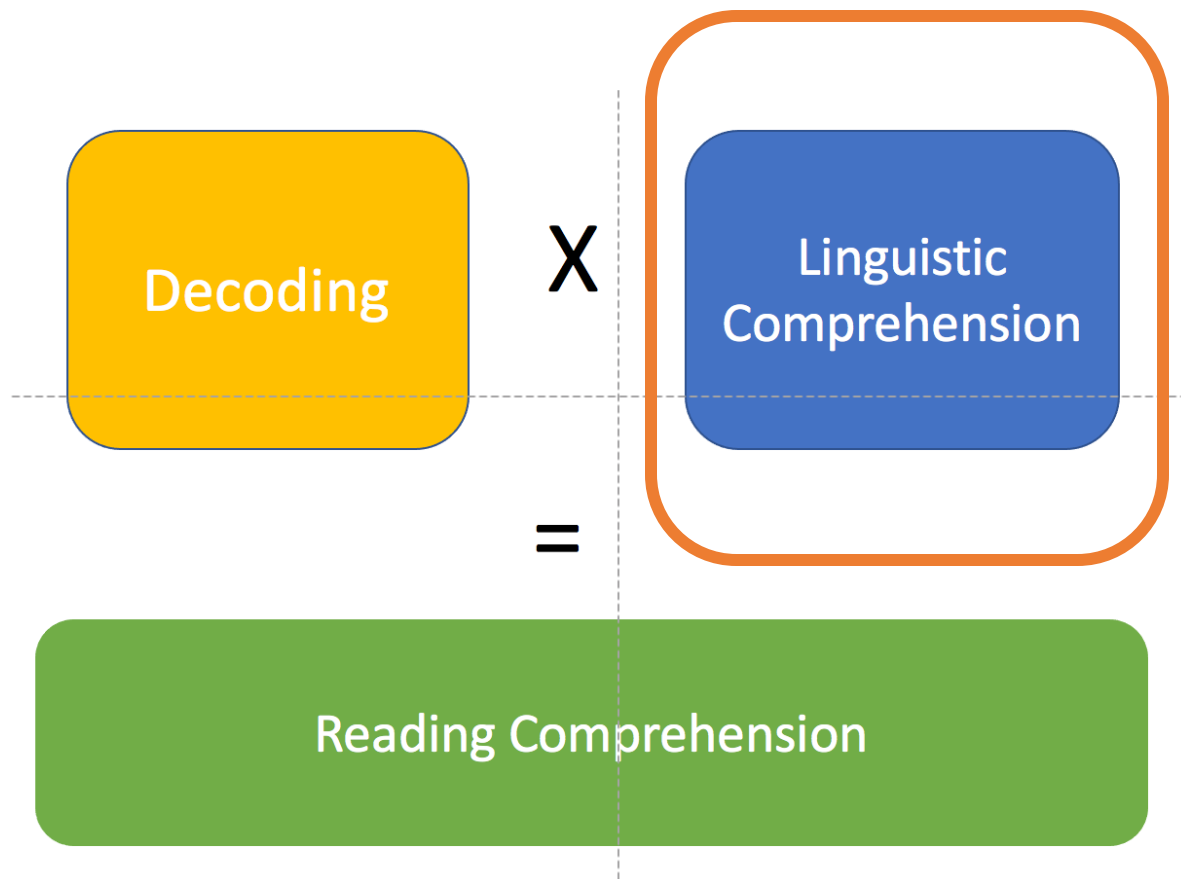 Decoding
X
Linguistic
Comprehension
=
Reading Comprehension